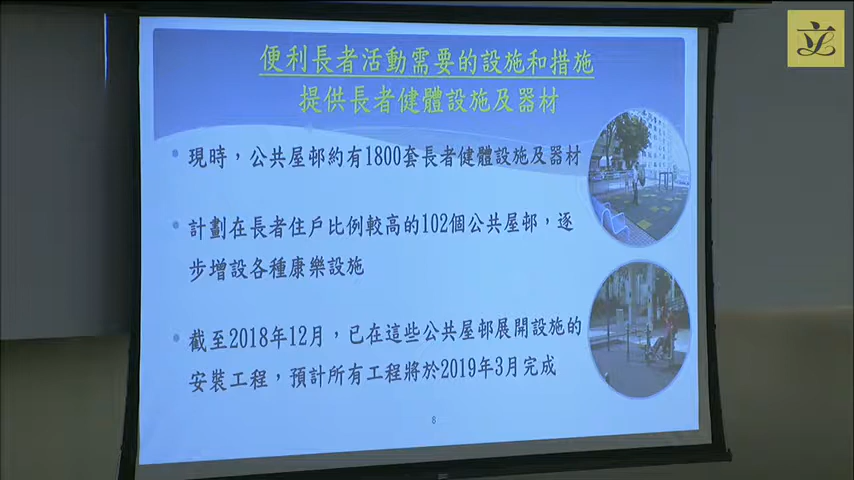 便利長者活動需要的設施和措施
提供長者健體設施及器材
現時，公共屋邨約有1800套長者健體設施及器材
計劃在長者住戶比例較高的102個公共屋邨，逐
步增設各種康樂設施
截至2018年12月，已在這些公共屋邨展開設施的
安裝工程，預計所有工程將於2019年3月完成
8